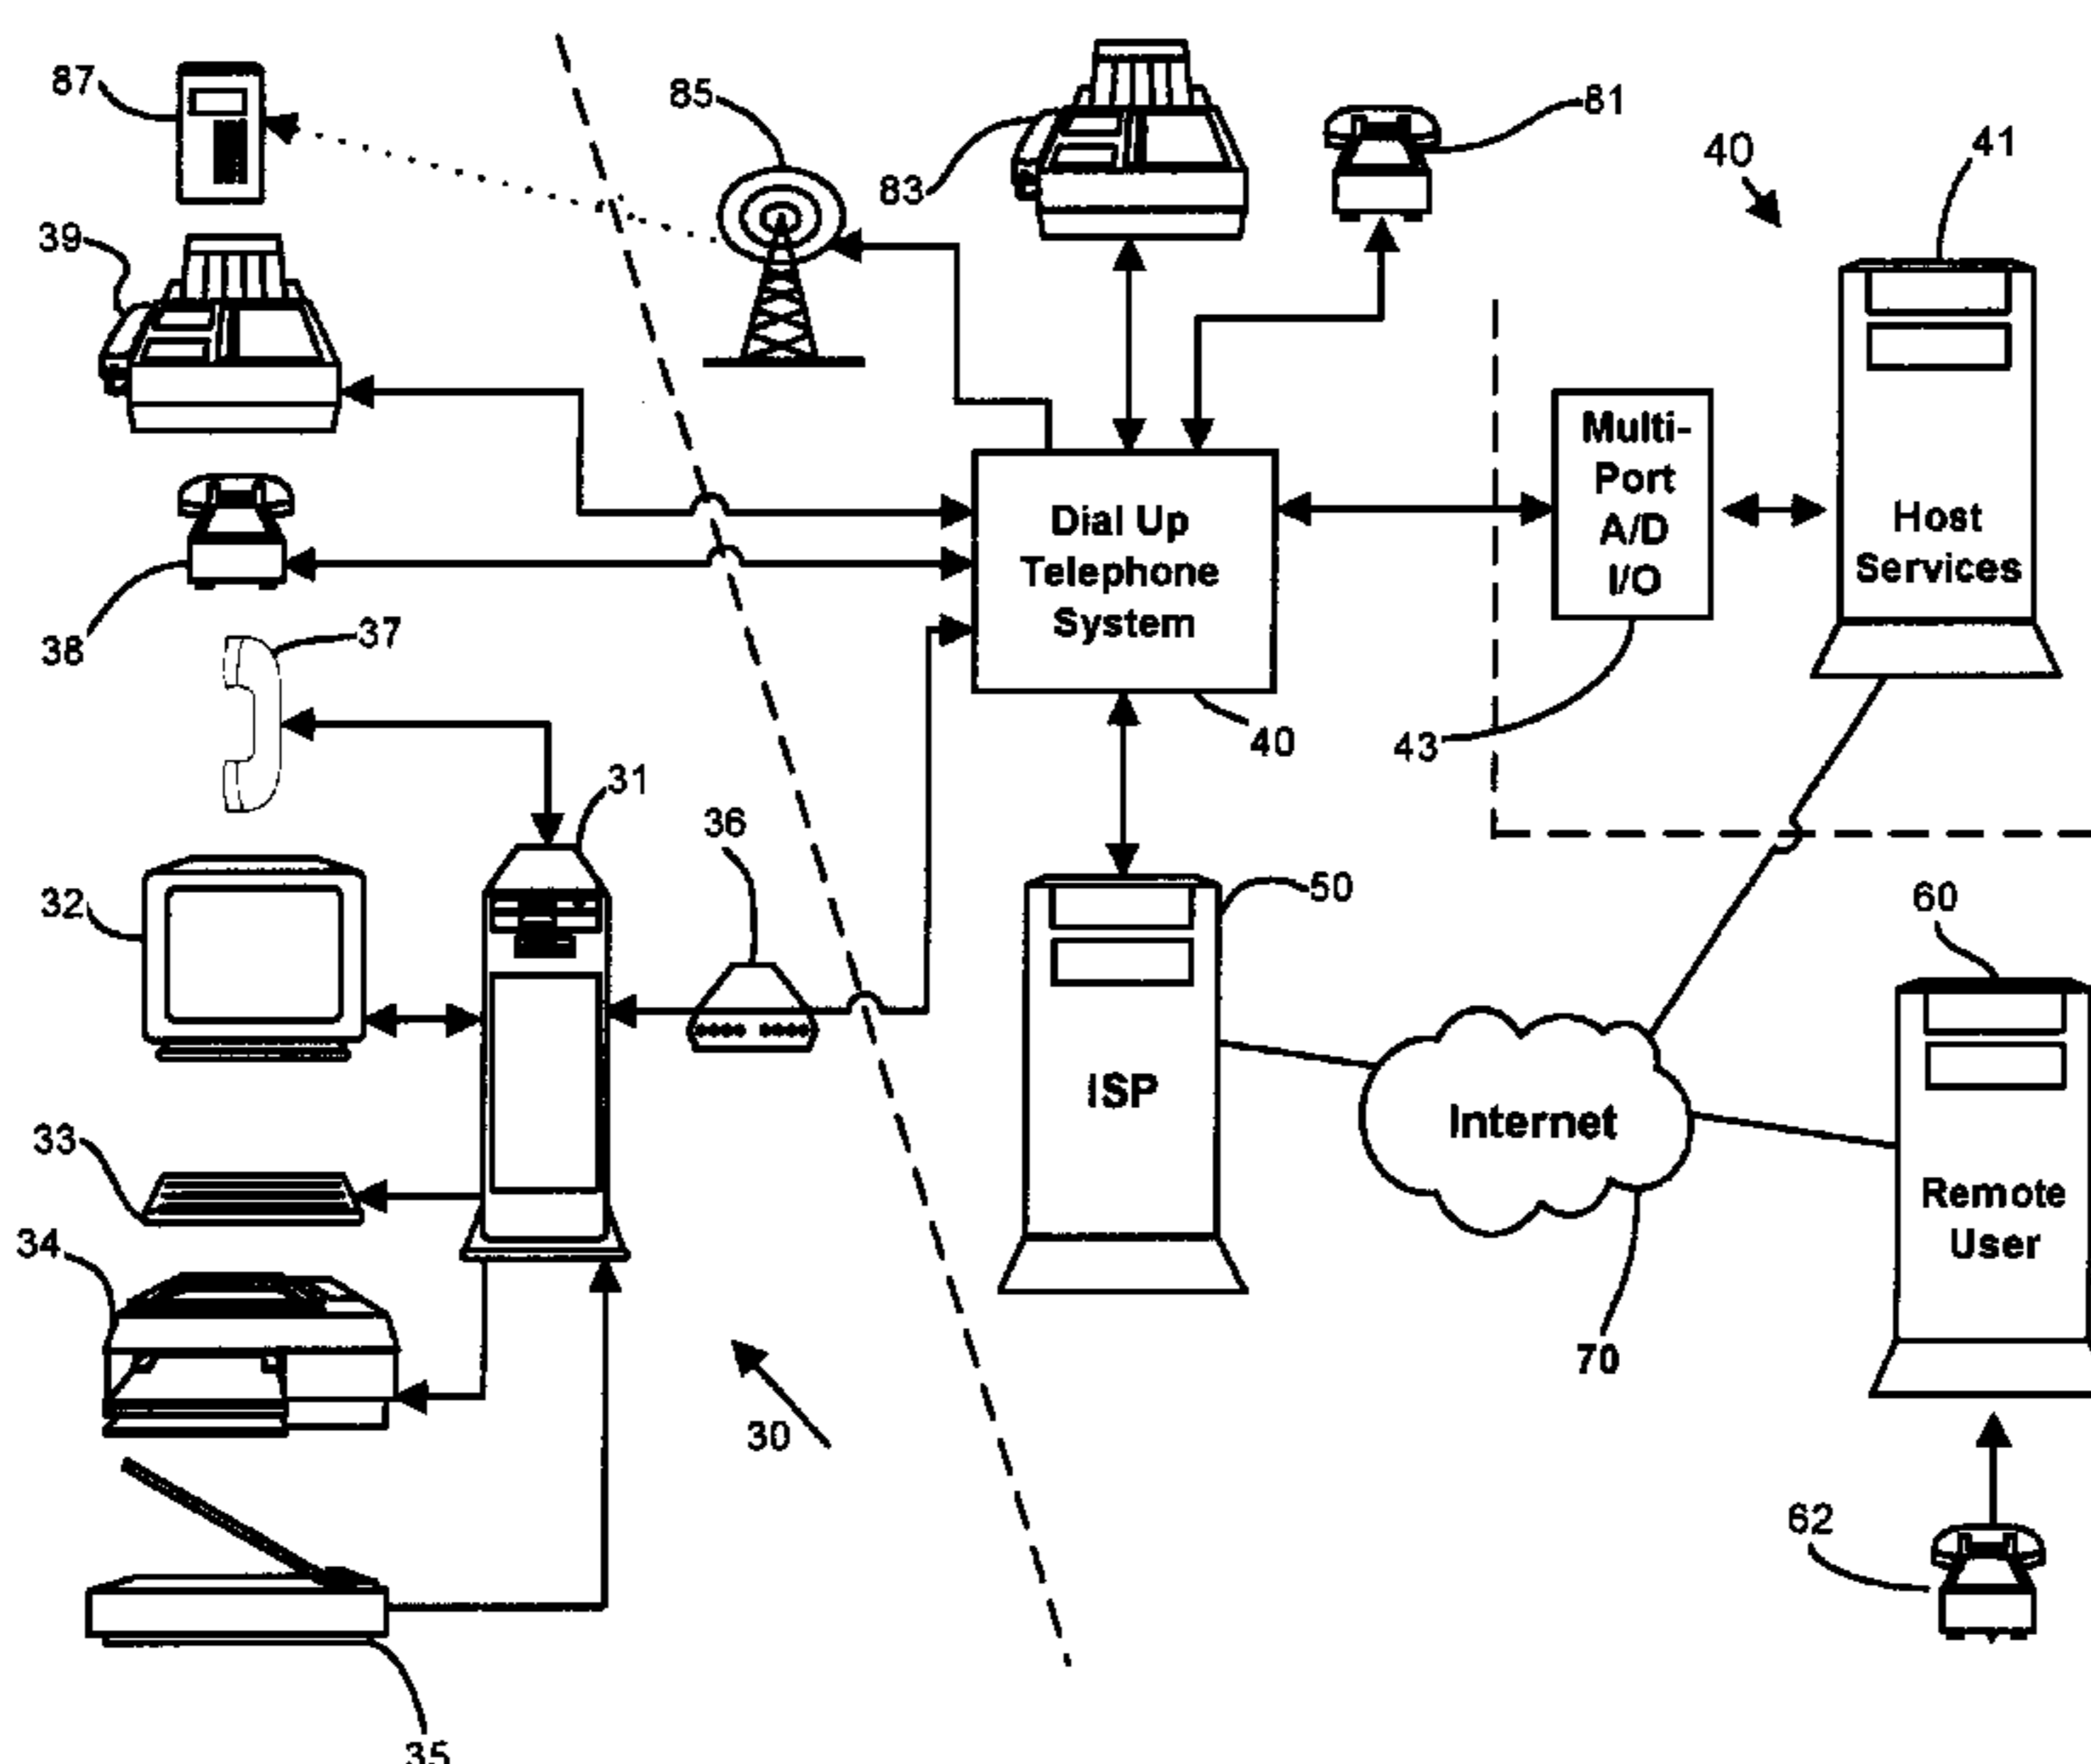 87
85
83
81
40
41
39
Multi-
Port
A/D
I/O
Host
Services
Dial Up
Telephone
System
38
37
40
43
31
36
32
50
60
ISP
Internet
33
Remote
User
34
70
30
62
35